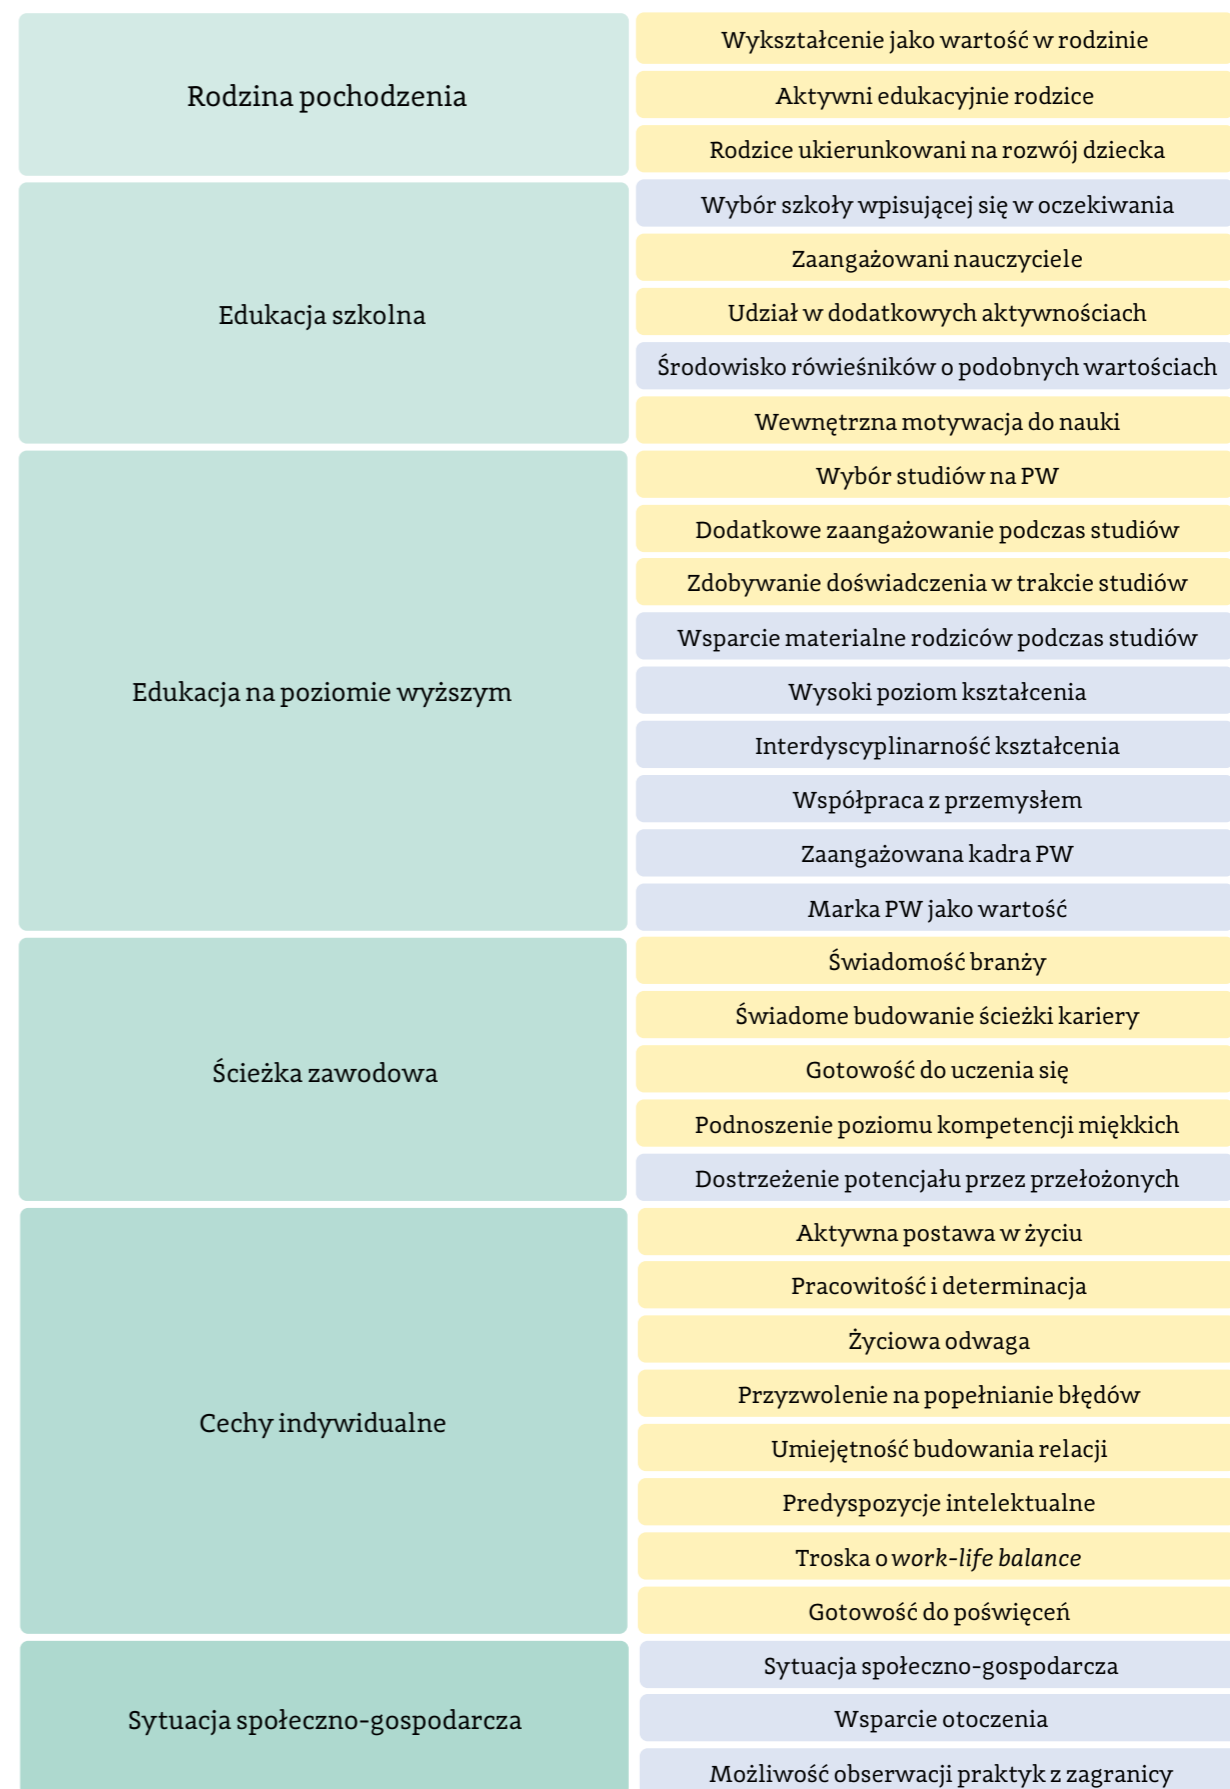 Rodzina pochodzenia
Wykształcenie jako wartość w rodzinie
Aktywni edukacyjnie rodzice
Rodzice ukierunkowani na rozwój dziecka
Edukacja szkolna
Wybór szkoły wpisującej się w oczekiwania
Zaangażowani nauczyciele
Udział w dodatkowych aktywnościach
Środowisko rówieśników o podobnych wartościach
Wewnętrzna motywacja do nauki
Edukacja na poziomie wyższym
Wybór studiów na PW
Dodatkowe zaangażowanie podczas studiów
Zdobywanie doświadczenia w trakcie studiów
Wsparcie materialne rodziców podczas studiów
Wysoki poziom kształcenia
Interdyscyplinarność kształcenia
Współpraca z przemysłem
Zaangażowana kadra PW
Marka PW jako wartość
Ścieżka zawodowa
Świadomość branży
Świadome budowanie ścieżki kariery
Gotowość do uczenia się
Podnoszenie poziomu kompetencji miękkich
Dostrzeżenie potencjału przez przełożonych
Cechy indywidualne
Aktywna postawa w życiu
Pracowitość i determinacja
Życiowa odwaga
Przyzwolenie na popełnianie błędów
Umiejętność budowania relacji
Predyspozycje intelektualne
Troska o work-life balance
Gotowość do poświęceń
Sytuacja społeczno-gospodarcza
Sytuacja społeczno-gospodarcza
Wsparcie otoczenia
Możliwość obserwacji praktyk z zagranicy